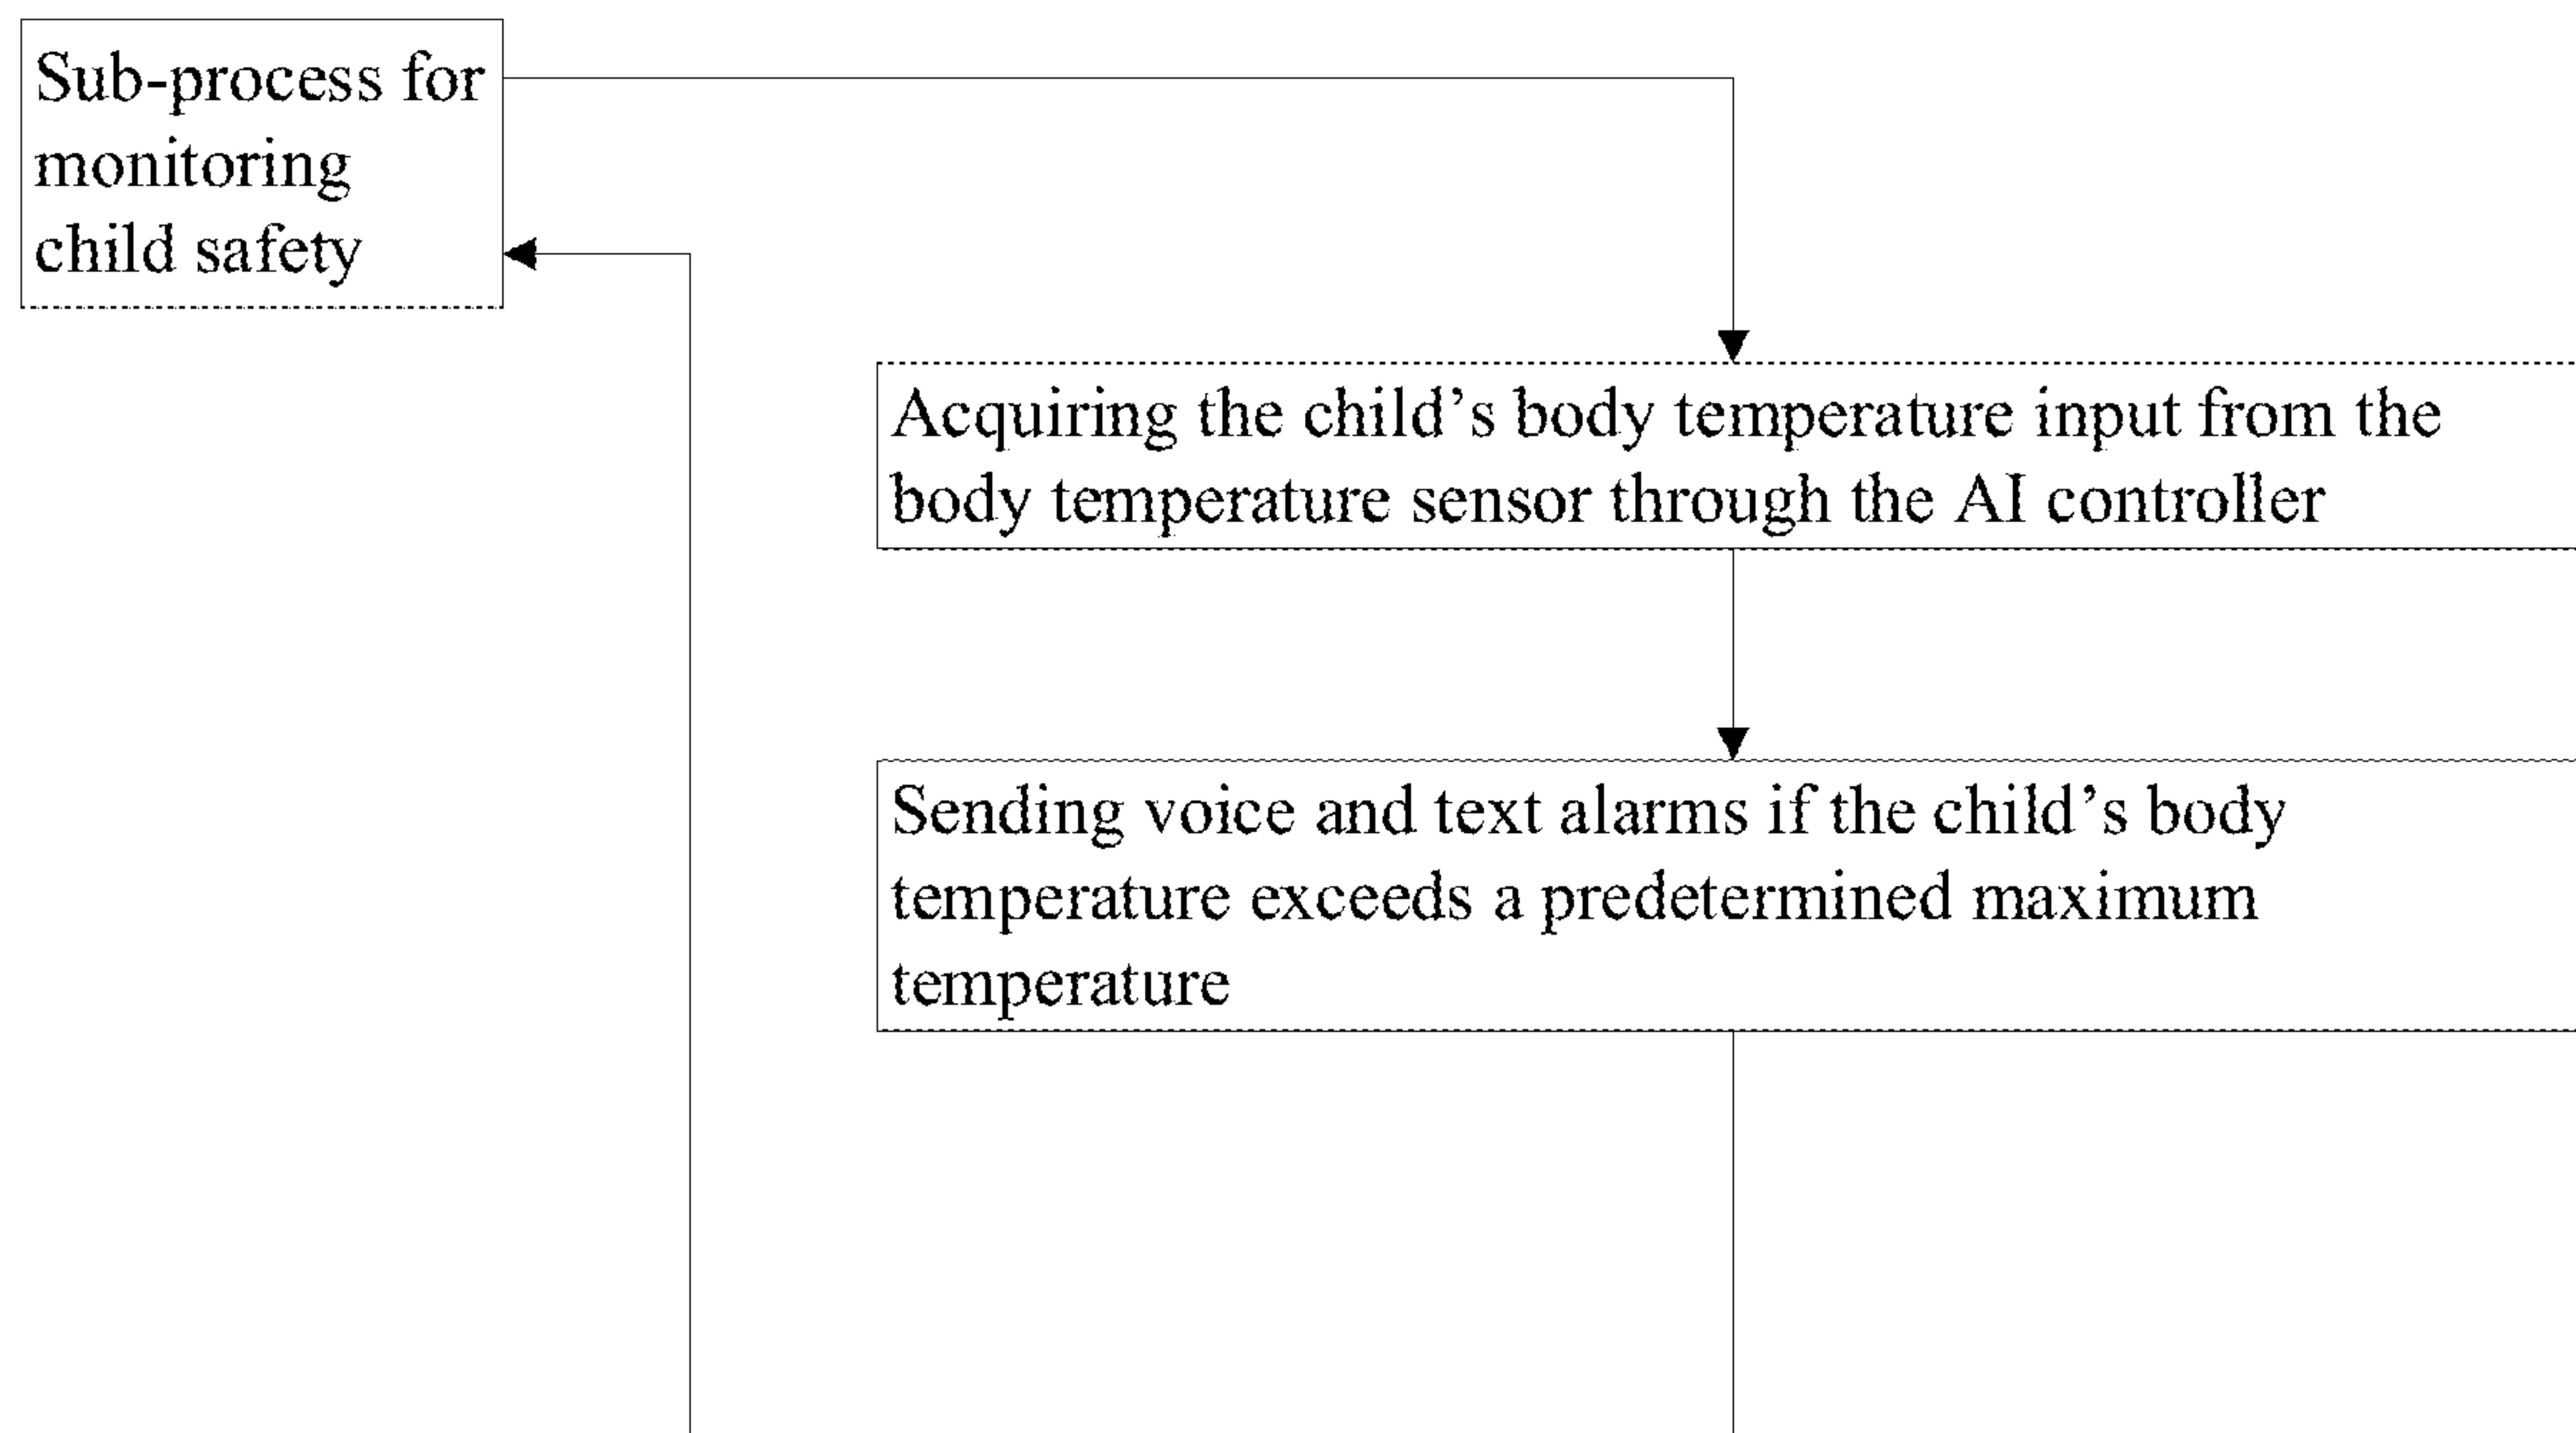 Sub-process for
monitoring
child safety
Acquiring the child’s body temperature input from the
body temperature sensor through the AI controller
Sending voice and text alarms if the child’s body
temperature exceeds a predetermined maximum
temperature